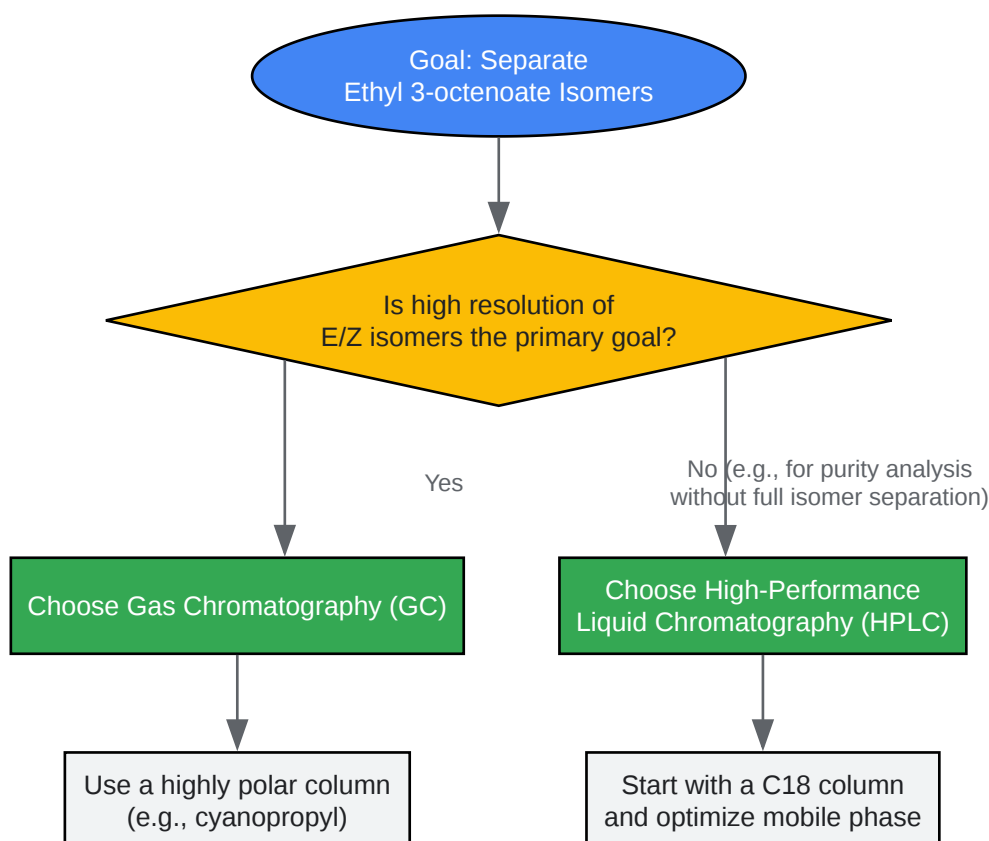 Goal: Separate
Ethyl 3-octenoate Isomers
Is high resolution of
E/Z isomers the primary goal?
Yes
No (e.g., for purity analysis
without full isomer separation)
Choose Gas Chromatography (GC)
Choose High-Performance
Liquid Chromatography (HPLC)
Use a highly polar column
(e.g., cyanopropyl)
Start with a C18 column
and optimize mobile phase